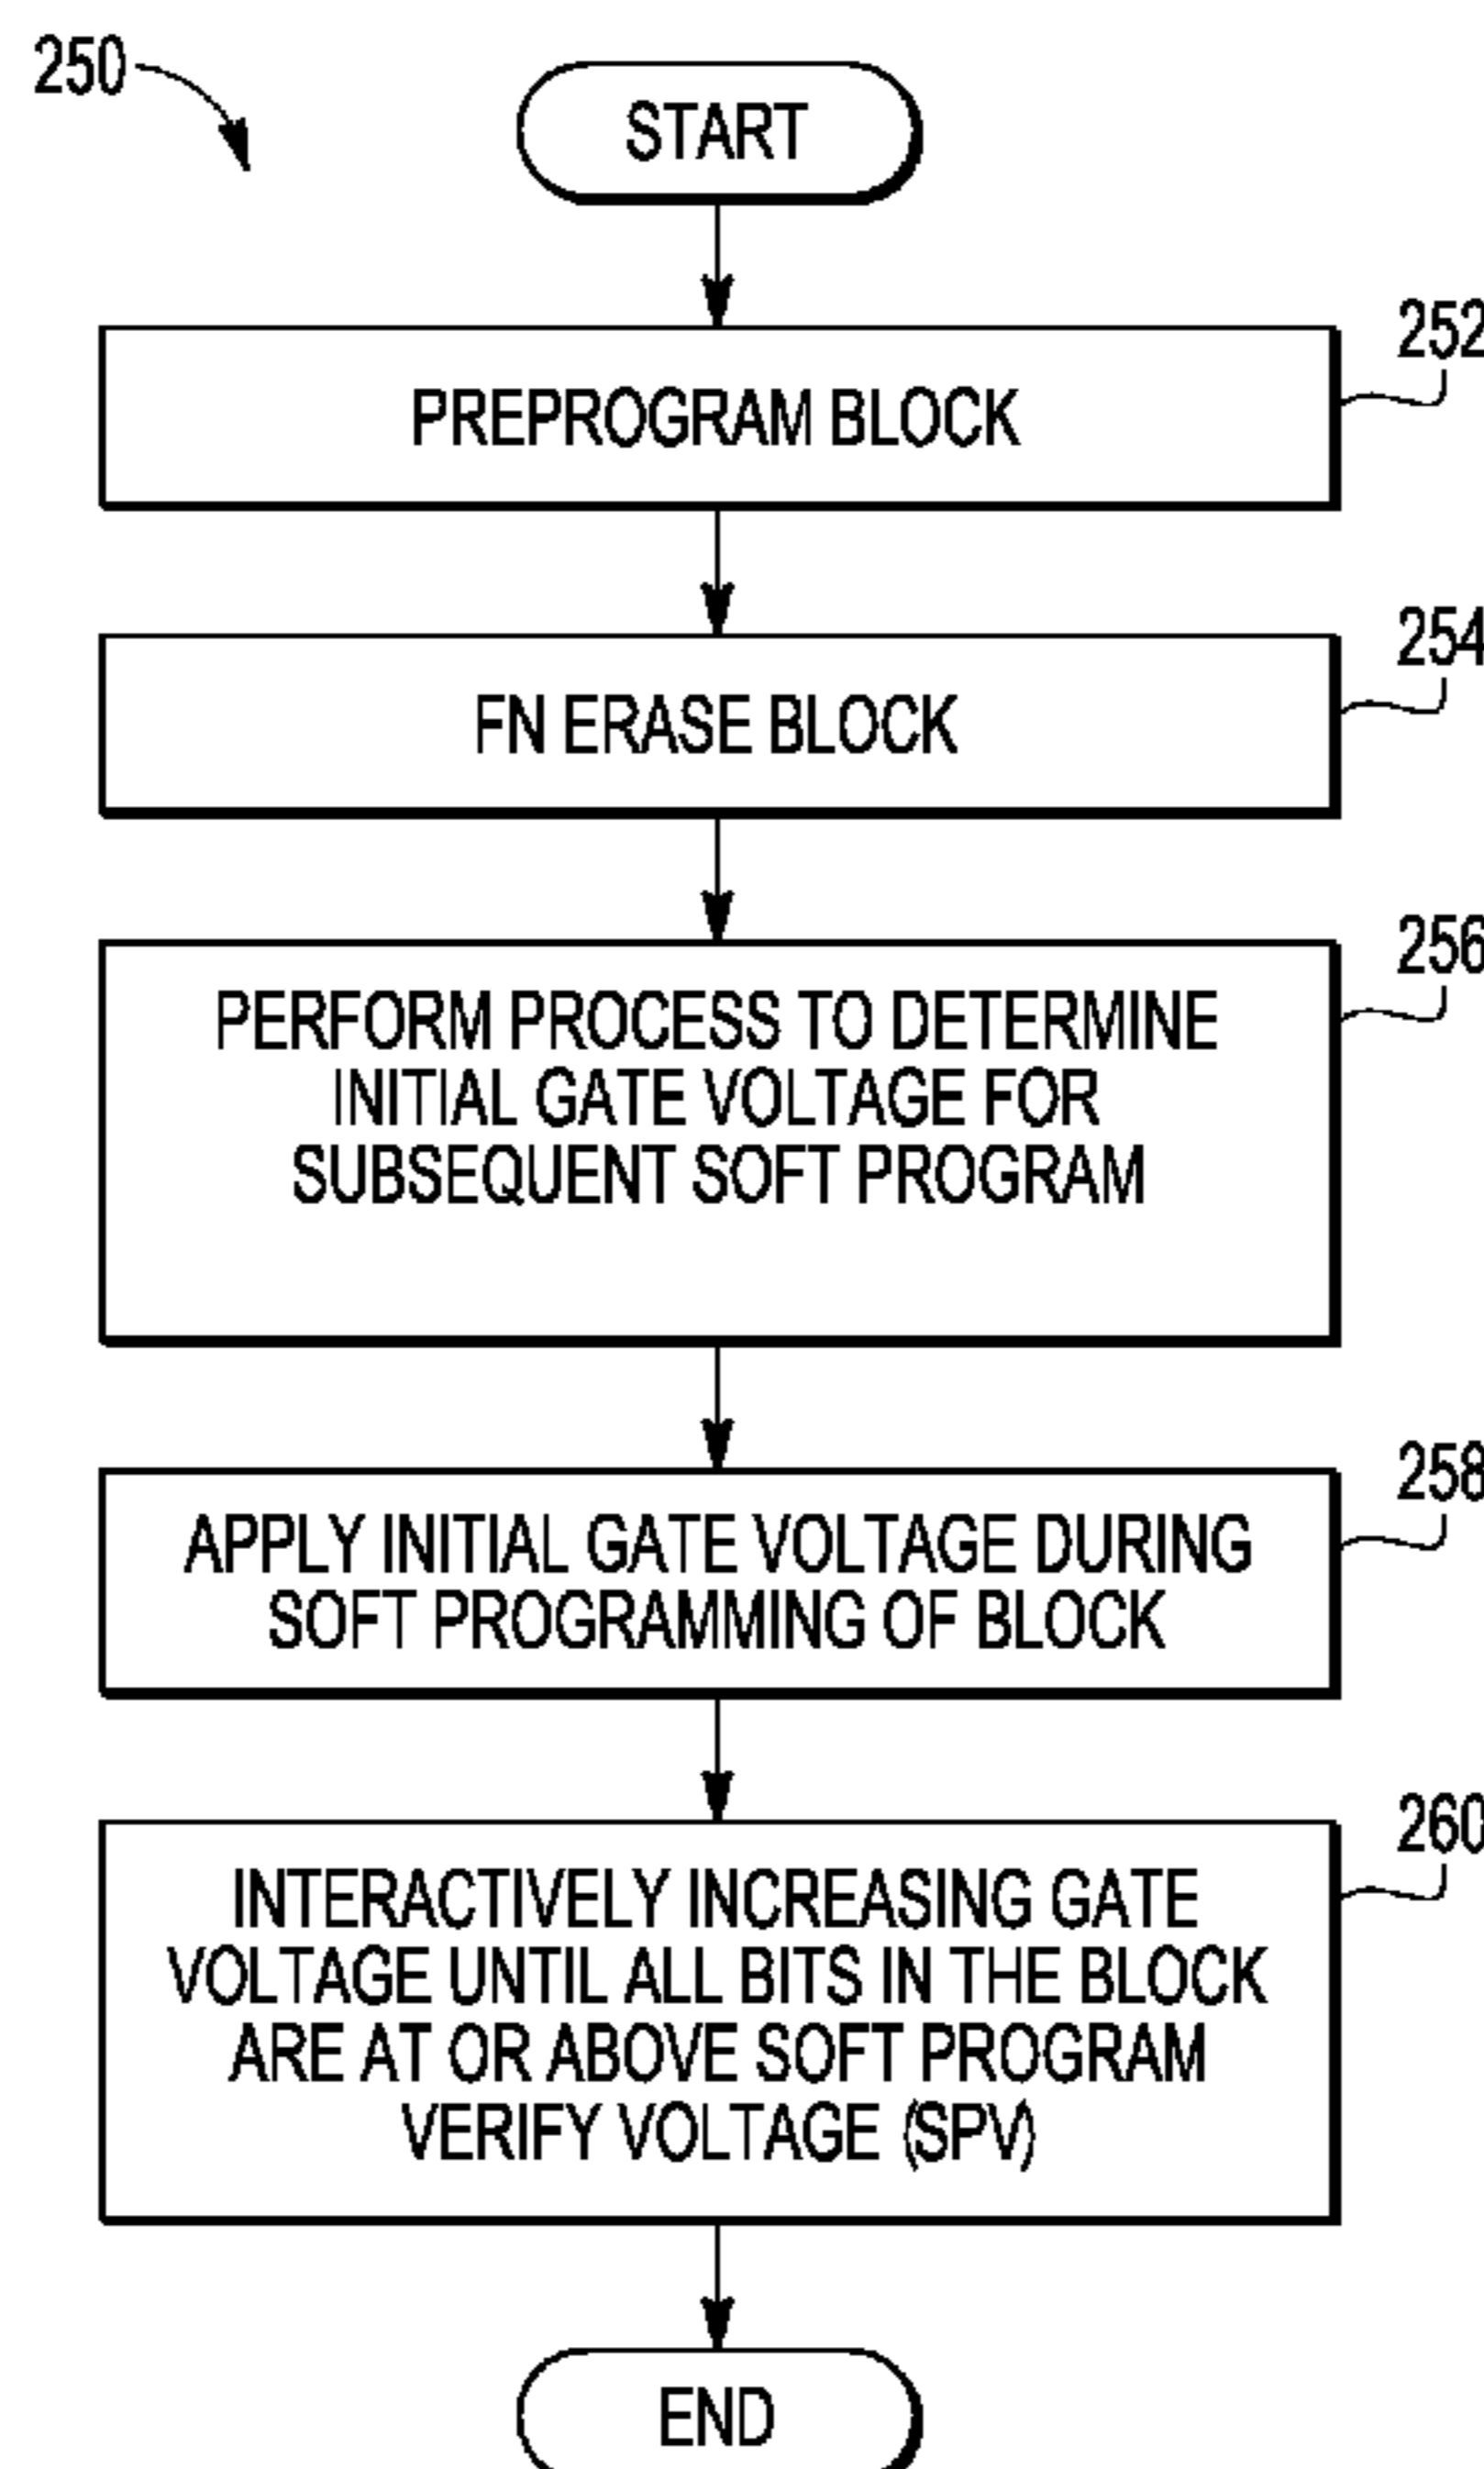 250
START
252
PREPROGRAM BLOCK
254
FN ERASE BLOCK
256
PERFORM PROCESS TO DETERMINE
INITIAL GATE VOLTAGE FOR
SUBSEQUENT SOFT PROGRAM
258
APPLY INITIAL GATE VOLTAGE DURING
SOFT PROGRAMMING OF BLOCK
260
INTERACTIVELY INCREASING GATE
VOLTAGE UNTIL ALL BITS IN THE BLOCK
ARE AT OR ABOVE SOFT PROGRAM
VERIFY VOLTAGE (SPV)
END